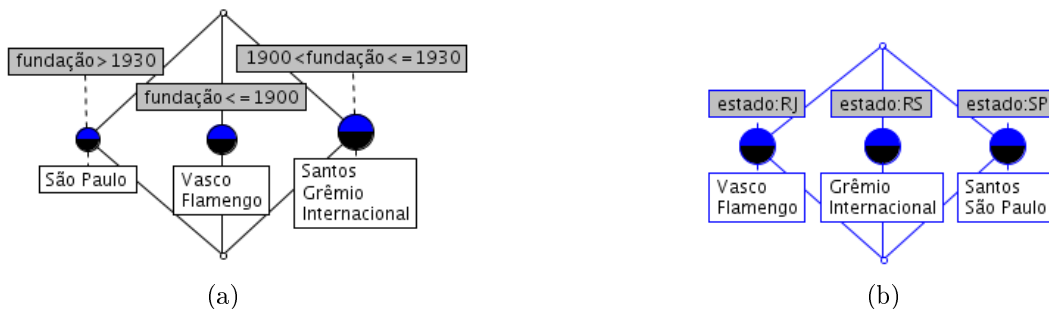 fundação>1930
1900<fundação<=1930
fundação<=1900
São Paulo
Vasco
Flamengo
Santos
Grêmio
Internacional
(a)
estado:RJ
estado:RS
estado:SP
Vasco
Flamengo
Grêmio
Internacional
Santos
São Paulo
(b)